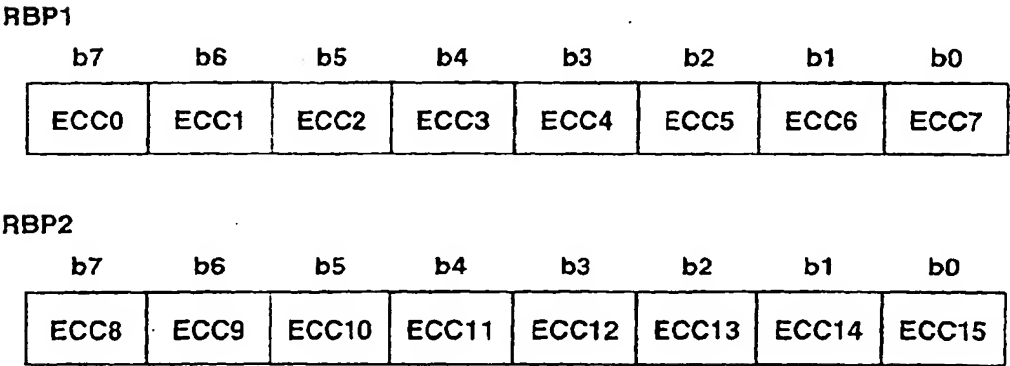 RBP1
b7 b6 b5 b4 b3 b2 b1 b0
ECC0 ECC1 ECC2 ECC3 ECC4 ECC5 ECC6 ECC7
RBP2
b7 b6 b5 b4 b3 b2 b1 b0
ECC8 ECC9 ECC10 ECC11 ECC12 ECC13 ECC14 ECC15